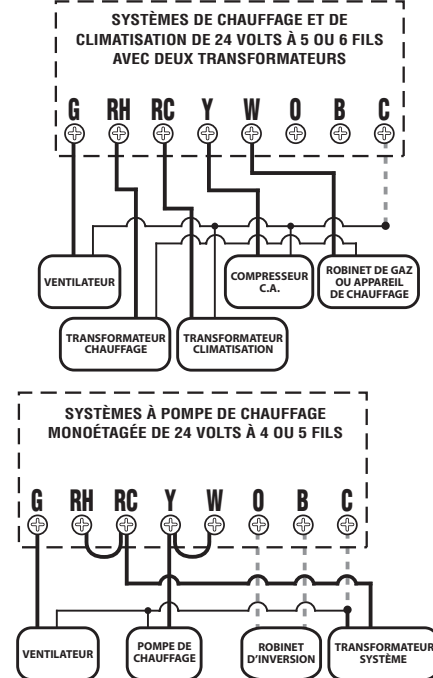 SYSTÈMES DE CHAUFFAGE ET DE
CLIMATISATION DE 24 VOLTS À 5 OU 6 FILS
AVEC DEUX TRANSFORMATEURS
G RH RC Y W O B C
VENTILATEUR
COMPRESSEUR
C.A.
ROBINET DE GAZ
OU APPAREIL
DE CHAUFFAGE
TRANSFORMATEUR
CHAUFFAGE
TRANSFORMATEUR
CLIMATISATION
SYSTÈMES À POMPE DE CHAUFFAGE
MONOÉTAGÉE DE 24 VOLTS À 4 OU 5 FILS
G RH RC Y W O B C
VENTILATEUR
POMPE DE
CHAUFFAGE
ROBINET
D'INVERSION
TRANSFORMATEUR
SYSTÈME